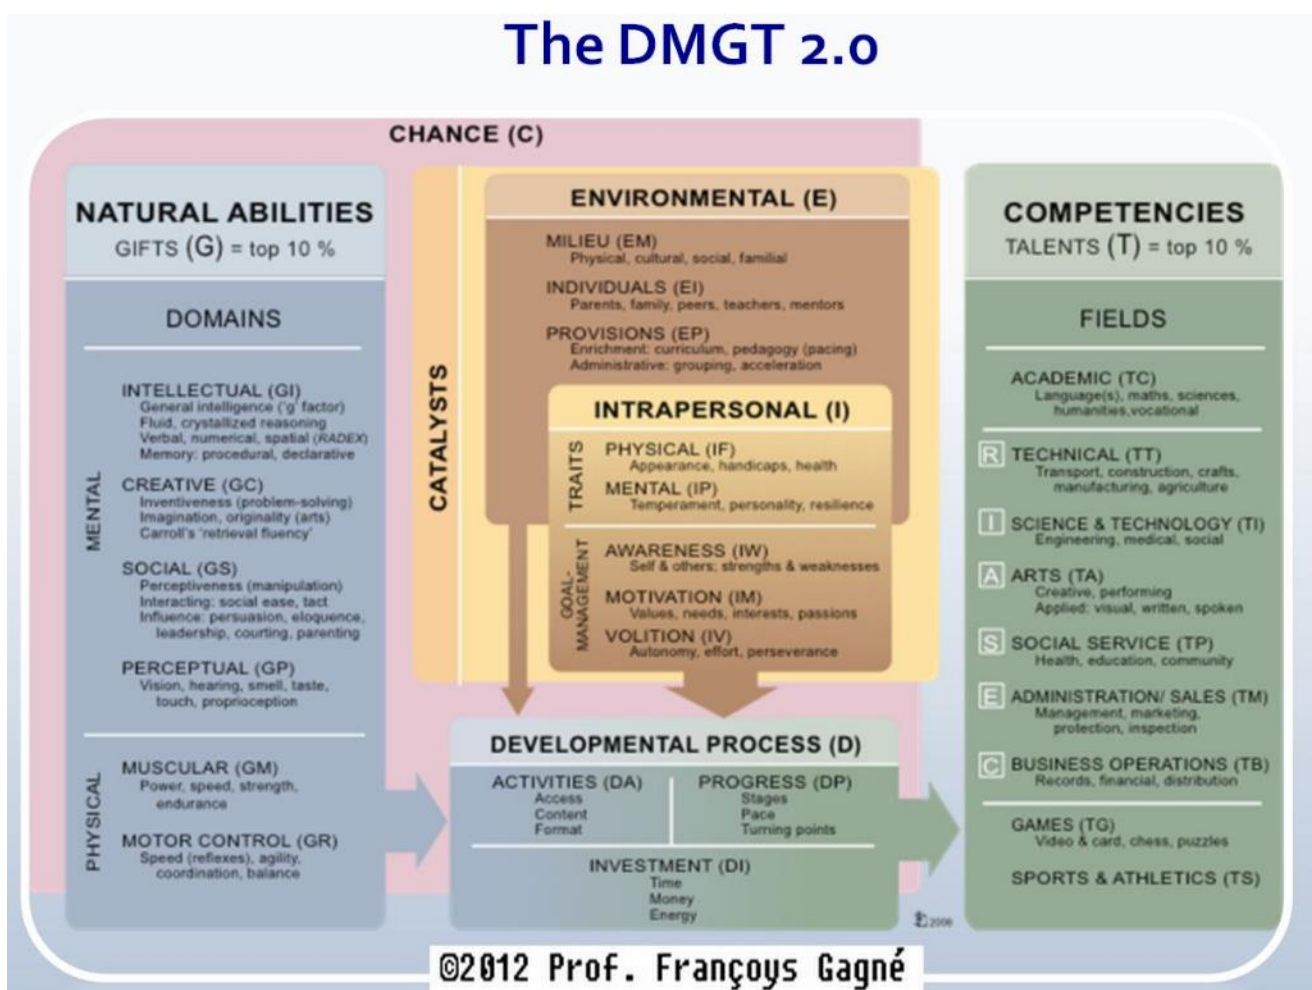 The DMGT 2.0
CHANCE (C)
NATURAL ABILITIES
GIFTS (G) = top 10 %
DOMAINS
MENTAL
INTELLECTUAL (GI)
General intelligence ('g' factor)
Fluid, crystallized reasoning
Verbal, numerical, spatial (RADEX)
Memory: procedural, declarative
CREATIVE (GC)
Inventiveness (problem-solving)
Imagination, originality (arts)
Carroll's 'retrieval fluency'
SOCIAL (GS)
Perceptiveness (manipulation)
Interacting: social ease, tact
Influence: persuasion, eloquence,
leadership, courting, parenting
PERCEPTUAL (GP)
Vision, hearing, smell, taste,
touch, proprioception
PHYSICAL
MUSCULAR (GM)
Power, speed, strength,
endurance
MOTOR CONTROL (GR)
Speed (reflexes), agility,
coordination, balance
CATALYSTS
ENVIRONMENTAL (E)
MILIEU (EM)
Physical, cultural, social, familial
INDIVIDUALS (EI)
Parents, family, peers, teachers, mentors
PROVISIONS (EP)
Enrichment: curriculum, pedagogy (pacing)
Administrative: grouping, acceleration
INTRAPERSONAL (I)
TRAITS
PHYSICAL (IF)
Appearance, handicaps, health
MENTAL (IP)
Temperament, personality, resilience
GOAL-
MANAGEMENT
AWARENESS (IW)
Self & others; strengths & weaknesses
MOTIVATION (IM)
Values, needs, interests, passions
VOLITION (IV)
Autonomy, effort, perseverance
DEVELOPMENTAL PROCESS (D)
ACTIVITIES (DA)
Access
Content
Format
PROGRESS (DP)
Stages
Pace
Turning points
INVESTMENT (DI)
Time
Money
Energy
COMPETENCIES
TALENTS (T) = top 10 %
FIELDS
ACADEMIC (TC)
Language(s), maths, sciences,
humanities,vocational
R TECHNICAL (TT)
Transport, construction, crafts,
manufacturing, agriculture
I SCIENCE & TECHNOLOGY (TI)
Engineering, medical, social
A ARTS (TA)
Creative, performing
Applied: visual, written, spoken
S SOCIAL SERVICE (TP)
Health, education, community
E ADMINISTRATION/ SALES (TM)
Management, marketing,
protection, inspection
C BUSINESS OPERATIONS (TB)
Records, financial, distribution
GAMES (TG)
Video & card, chess, puzzles
SPORTS & ATHLETICS (TS)
©2012 Prof. Françoys Gagné